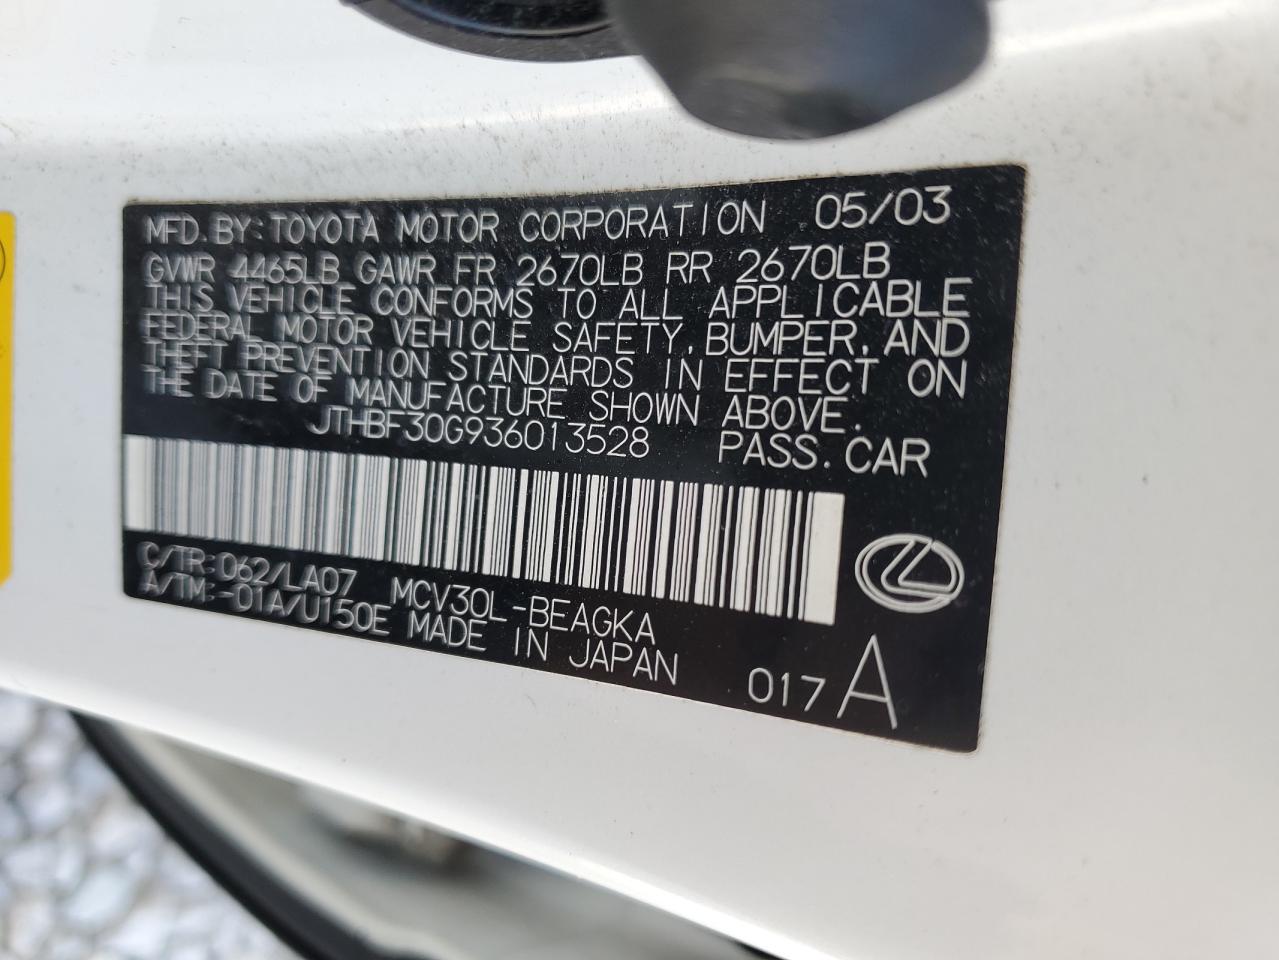 MFD. BY: TOYOTA MOTOR CORPORATION 05/03
GVWR 4465LB GAWR FR 2670LB RR 2670LB
THIS VEHICLE CONFORMS TO ALL APPLICABLE
FEDERAL MOTOR VEHICLE SAFETY, BUMPER, AND
THEFT PREVENTION STANDARDS IN EFFECT ON
THE DATE OF MANUFACTURE SHOWN ABOVE.
JTHBF30G936013528 PASS. CAR
C/TR: 062/LA07 MCV30L-BEAGKA
A/TM: -01A/U150E MADE IN JAPAN
017 A